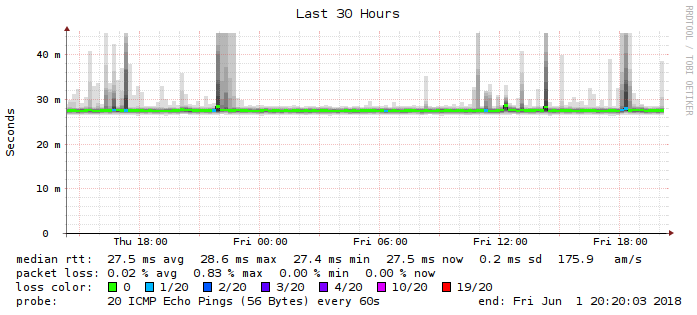 Last 30 Hours
RRDTOOL / TOBI OETIKER
Seconds
40 m
30 m
20 m
10 m
0
Thu 18:00 Fri 00:00 Fri 06:00 Fri 12:00 Fri 18:00
median rtt: 27.5 ms avg 28.6 ms max 27.4 ms min 27.5 ms now 0.2 ms sd 175.9 am/s
packet loss: 0.02 % avg 0.83 % max 0.00 % min 0.00 % now
loss color: 0 1/20 2/20 3/20 4/20 10/20 19/20
probe: 20 ICMP Echo Pings (56 Bytes) every 60s end: Fri Jun 1 20:20:03 2018